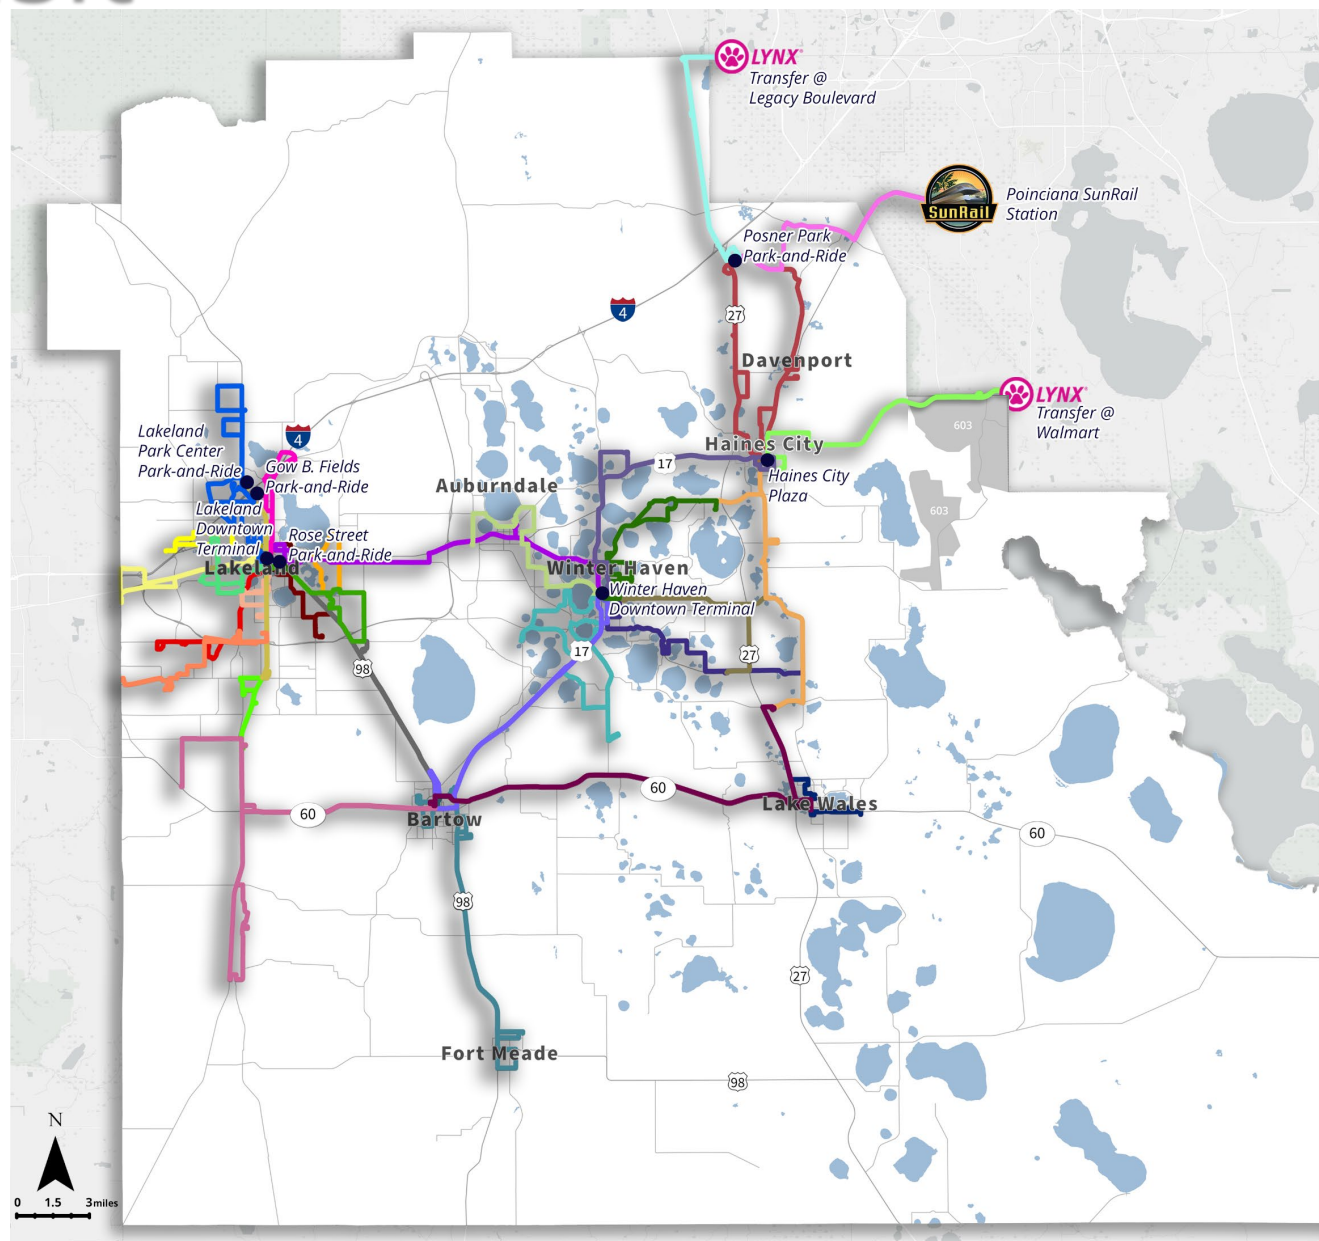 LYNX
Transfer @
Legacy Boulevard
SunRail
Poinciana SunRail
Station
Posner Park
Park-and-Ride
4
27
Davenport
LYNX
Transfer @
Walmart
603
Lakeland
Park Center
Park-and-Ride
4
Gow B. Fields
Park-and-Ride
Haines City
17
Haines City
Plaza
Auburndale
603
Lakeland
Downtown
Terminal
Rose Street
Park-and-Ride
Lakeland
Winter Haven
Winter Haven
Downtown Terminal
17
27
98
60
60
Lake Wales
Bartow
60
98
27
Fort Meade
98
N
0 1.5 3miles